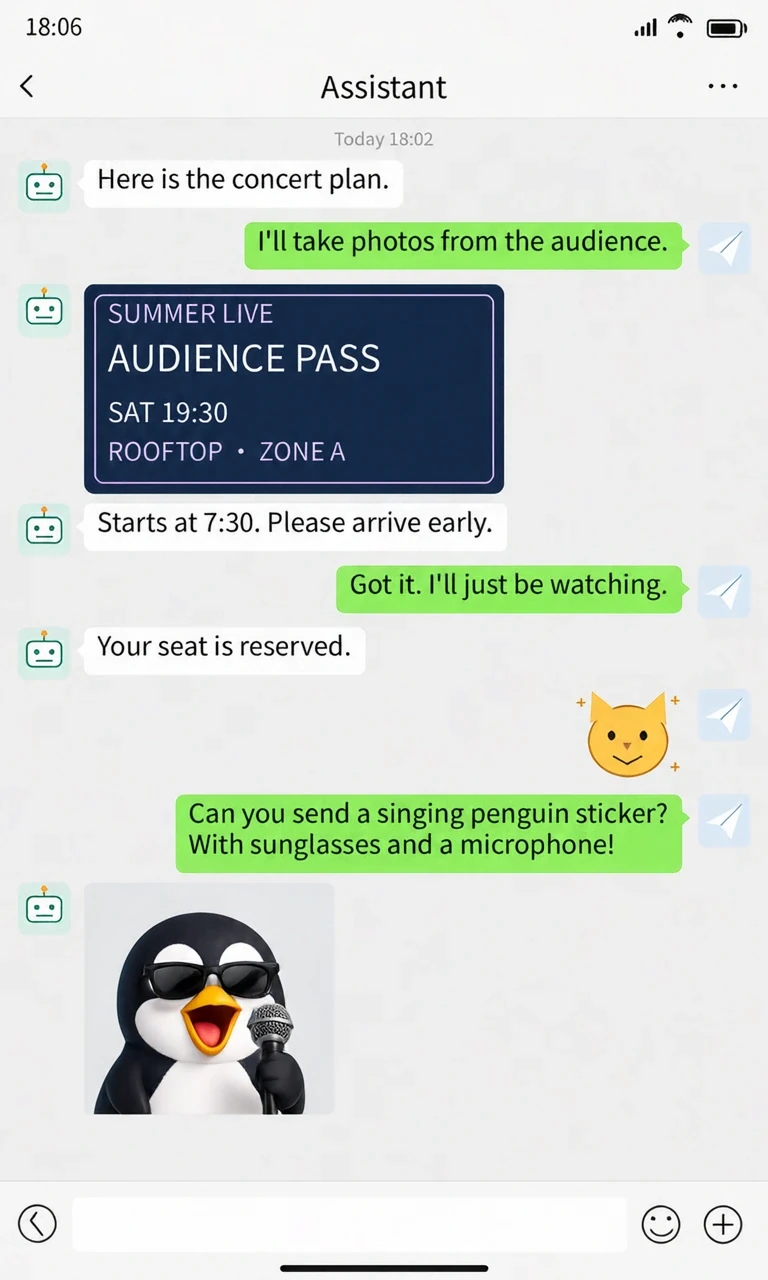 18:06
Assistant
Today 18:02
Here is the concert plan.
I'll take photos from the audience.
SUMMER LIVE
AUDIENCE PASS
SAT 19:30
ROOFTOP • ZONE A
Starts at 7:30. Please arrive early.
Got it. I'll just be watching.
Your seat is reserved.
Can you send a singing penguin sticker?
With sunglasses and a microphone!